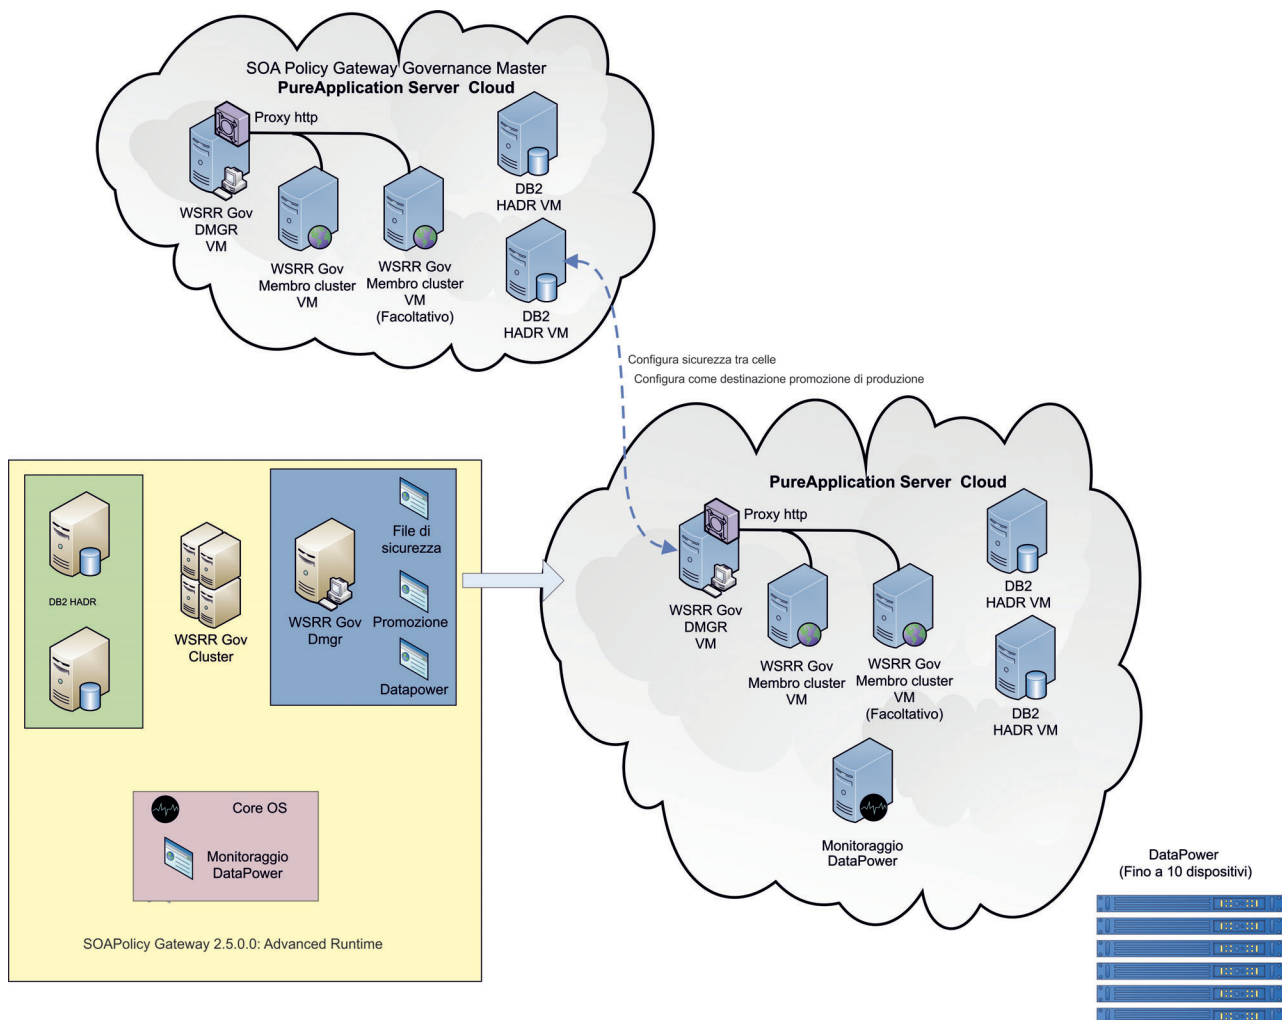 SOA Policy Gateway Governance Master
PureApplication Server Cloud
Proxy http
WSRR Gov
DMGR
VM
WSRR Gov
Membro cluster
VM
WSRR Gov
Membro cluster
VM
(Facoltativo)
DB2
HADR VM
DB2
HADR VM
Configura sicurezza tra celle
Configura come destinazione promozione di produzione
DB2 HADR
WSRR Gov
Cluster
WSRR Gov
Dmgr
File di
sicurezza
Promozione
Datapower
Core OS
Monitoraggio
DataPower
SOAPolicy Gateway 2.5.0.0: Advanced Runtime
PureApplication Server Cloud
Proxy http
WSRR Gov
DMGR
VM
WSRR Gov
Membro cluster
VM
WSRR Gov
Membro cluster
VM
(Facoltativo)
DB2
HADR VM
DB2
HADR VM
Monitoraggio
DataPower
DataPower
(Fino a 10 dispositivi)